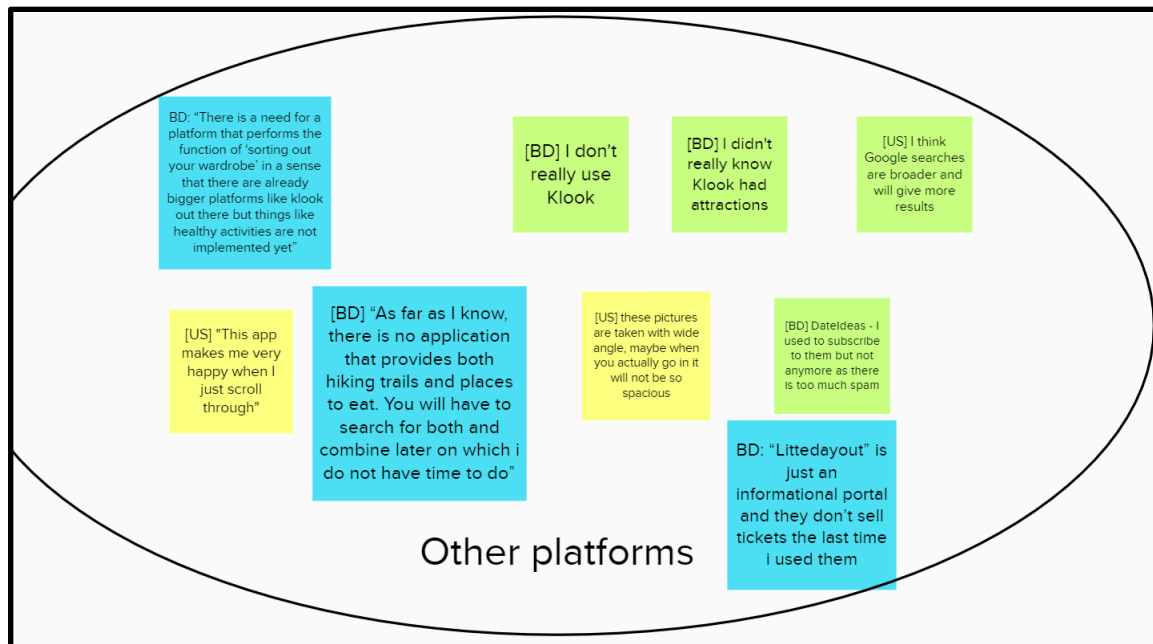 BD: “There is a need for a
platform that performs the
function of ‘sorting out
your wardrobe’ in a sense
that there are already
bigger platforms like klook
out there but things like
healthy activities are not
implemented yet”
[BD] I don't
really use
Klook
[BD] I didn't
really know
Klook had
attractions
[US] I think
Google searches
are broader and
will give more
results
[US] "This app
makes me very
happy when I
just scroll
through"
[BD] “As far as I know,
there is no application
that provides both
hiking trails and places
to eat. You will have to
search for both and
combine later on which i
do not have time to do”
[US] these pictures
are taken with wide
angle, maybe when
you actually go in it
will not be so
spacious
[BD] DateIdeas - I
used to subscribe
to them but not
anymore as there
is too much spam
BD: “Littedayout” is
just an
informational portal
and they don’t sell
tickets the last time
i used them
Other platforms